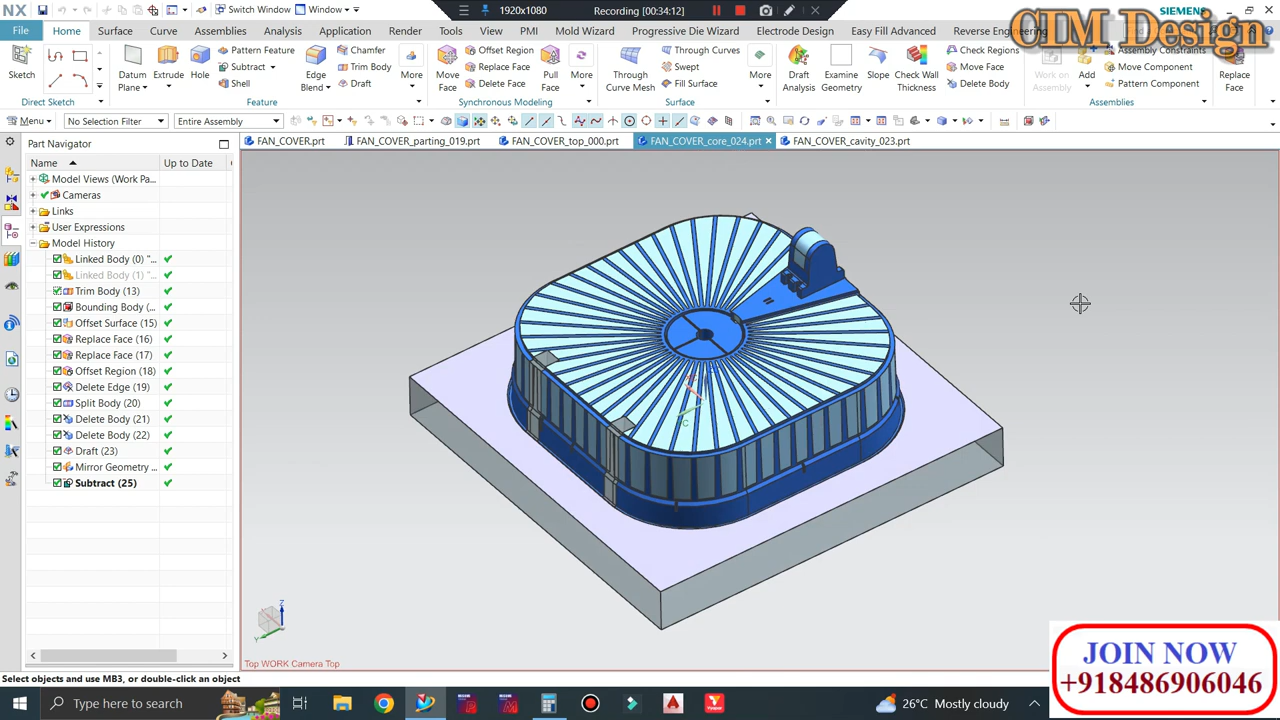 NX
Switch Window
Window
1920x1080
Recording [00:34:12]
SIEMENS
CIM Design
File
Home
Surface
Curve
Assemblies
Analysis
Application
Render
Tools
View
PMI
Mold Wizard
Progressive Die Wizard
Electrode Design
Easy Fill Advanced
Reverse Engineering
Sketch
Direct Sketch
Datum Plane
Extrude
Hole
Pattern Feature
Subtract
Shell
Edge Blend
Chamfer
Trim Body
Draft
More
Feature
Move Face
Offset Region
Replace Face
Delete Face
Pull Face
More
Synchronous Modeling
Through Curve Mesh
Through Curves
Swept
Fill Surface
More
Surface
Draft Analysis
Examine Geometry
Slope
Check Wall Thickness
Check Regions
Move Face
Delete Body
Work on Assembly
Add
Assembly Constraints
Move Component
Pattern Component
Assemblies
Replace Face
Menu
No Selection Filter
Entire Assembly
Part Navigator
FAN_COVER.prt
FAN_COVER_parting_019.prt
FAN_COVER_top_000.prt
FAN_COVER_core_024.prt
FAN_COVER_cavity_023.prt
Name
Up to Date
Model Views (Work Pa...
Cameras
Links
User Expressions
Model History
Linked Body (0) "...
Linked Body (1) "...
Trim Body (13)
Bounding Body (...
Offset Surface (15)
Replace Face (16)
Replace Face (17)
Offset Region (18)
Delete Edge (19)
Split Body (20)
Delete Body (21)
Delete Body (22)
Draft (23)
Mirror Geometry ...
Subtract (25)
Z
Y
Top WORK Camera Top
Select objects and use MB3, or double-click an object
JOIN NOW
+918486906046
Type here to search
26°C Mostly cloudy